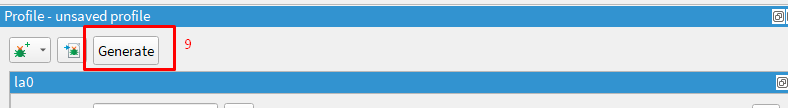 Profile - unsaved profile
Generate 9
la0